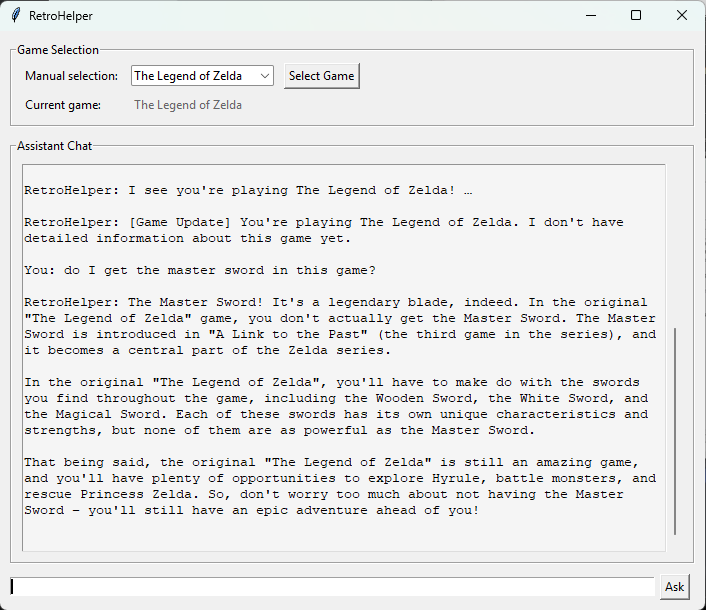 RetroHelper
Game Selection
Manual selection: The Legend of Zelda Select Game
Current game: The Legend of Zelda
Assistant Chat
RetroHelper: I see you're playing The Legend of Zelda! …
RetroHelper: [Game Update] You're playing The Legend of Zelda. I don't have
detailed information about this game yet.
You: do I get the master sword in this game?
RetroHelper: The Master Sword! It's a legendary blade, indeed. In the original
"The Legend of Zelda" game, you don't actually get the Master Sword. The Master
Sword is introduced in "A Link to the Past" (the third game in the series), and
it becomes a central part of the Zelda series.
In the original "The Legend of Zelda", you'll have to make do with the swords
you find throughout the game, including the Wooden Sword, the White Sword, and
the Magical Sword. Each of these swords has its own unique characteristics and
strengths, but none of them are as powerful as the Master Sword.
That being said, the original "The Legend of Zelda" is still an amazing game,
and you'll have plenty of opportunities to explore Hyrule, battle monsters, and
rescue Princess Zelda. So, don't worry too much about not having the Master
Sword – you'll still have an epic adventure ahead of you!
Ask